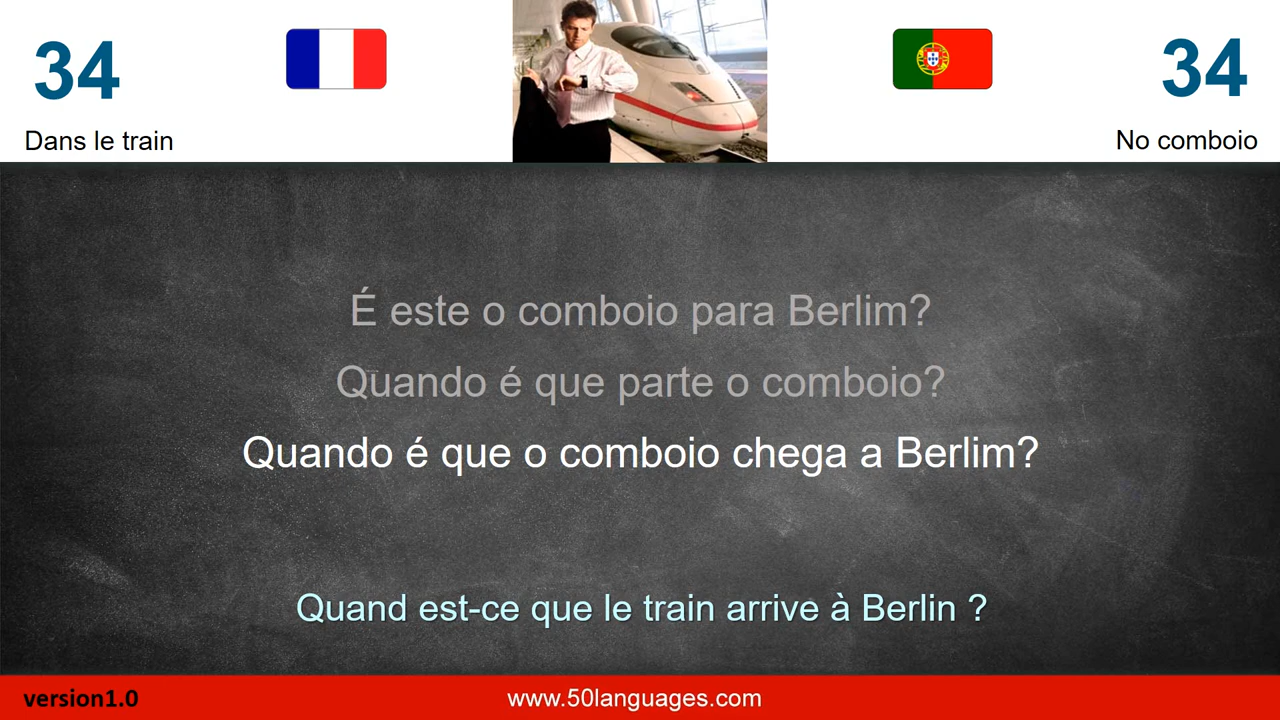 34
34
Dans le train
No comboio
É este o comboio para Berlim?
Quando é que parte o comboio?
Quando é que o comboio chega a Berlim?
Quand est-ce que le train arrive à Berlin ?
version1.0
www.50languages.com